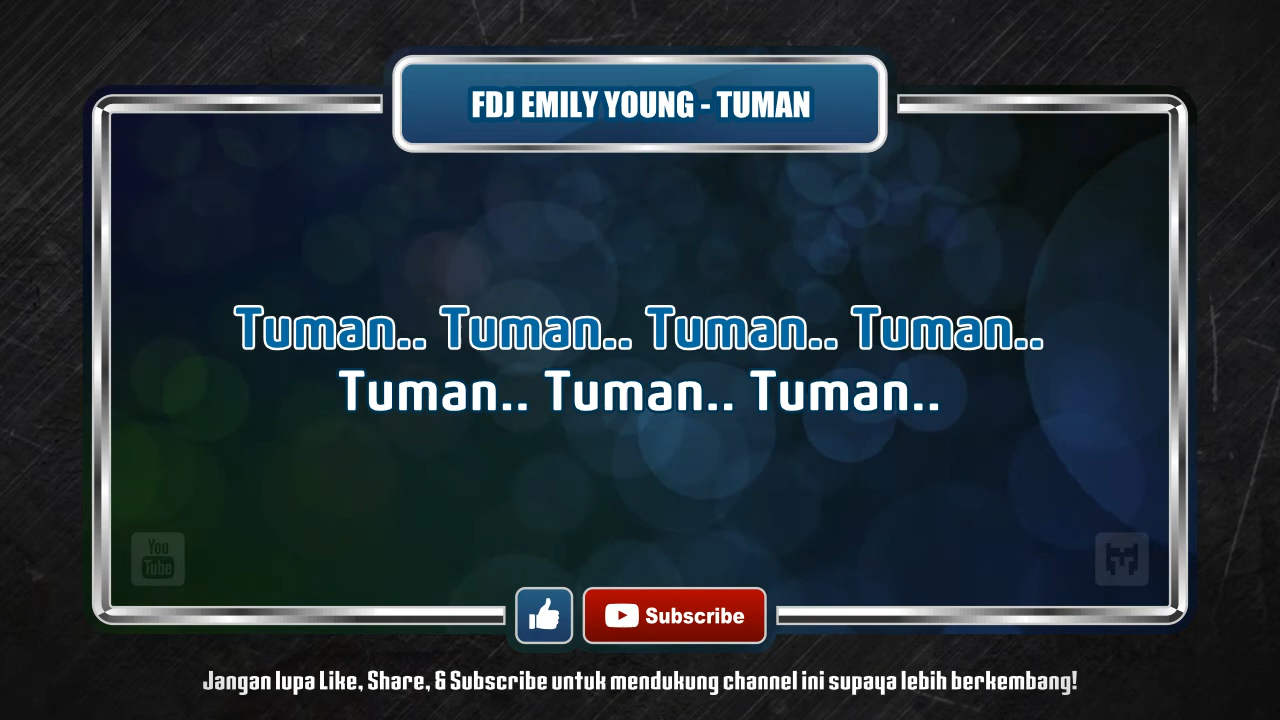 FDJ EMILY YOUNG - TUMAN
Tuman.. Tuman.. Tuman.. Tuman..
Tuman.. Tuman.. Tuman..
You
Tube
Subscribe
Jangan lupa Like, Share, & Subscribe untuk mendukung channel ini supaya lebih berkembang!